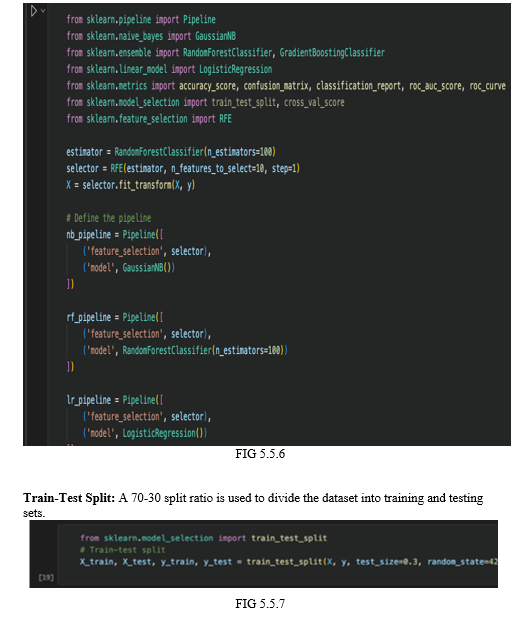 from sklearn.pipeline import Pipeline
from sklearn.naive_bayes import GaussianNB
from sklearn.ensemble import RandomForestClassifier, GradientBoostingClassifier
from sklearn.linear_model import LogisticRegression
from sklearn.metrics import accuracy_score, confusion_matrix, classification_report, roc_auc_score, roc_curve
from sklearn.model_selection import train_test_split, cross_val_score
from sklearn.feature_selection import RFE
estimator = RandomForestClassifier(n_estimators=100)
selector = RFE(estimator, n_features_to_select=10, step=1)
X = selector.fit_transform(X, y)
# Define the pipeline
nb_pipeline = Pipeline([
('feature_selection', selector),
('model', GaussianNB())
])
rf_pipeline = Pipeline([
('feature_selection', selector),
('model', RandomForestClassifier(n_estimators=100))
])
lr_pipeline = Pipeline([
('feature_selection', selector),
('model', LogisticRegression())
FIG 5.5.6
Train-Test Split: A 70-30 split ratio is used to divide the dataset into training and testing
sets.
from sklearn.model_selection import train_test_split
# Train-test split
X_train, X_test, y_train, y_test = train_test_split(X, y, test_size=0.3, random_state=42
[19]
FIG 5.5.7